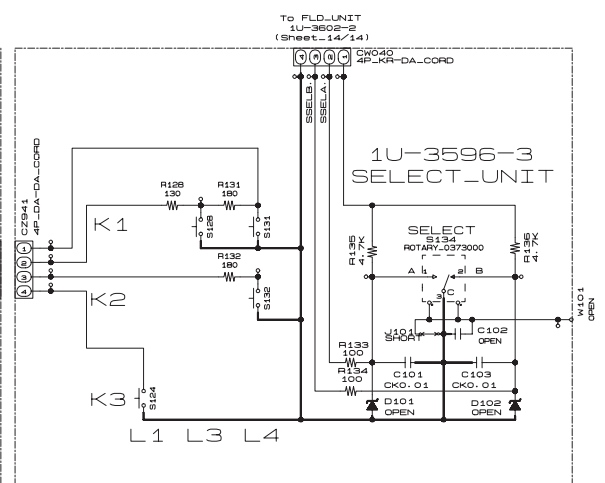 To FLD_UNIT
1U-3602-2
(Sheet_14/14)
CW040
4P_KR-DA_CORD
4 3 2 1
SSELB.
SSELA.
1U-3596-3
SELECT_UNIT
CZ941
4P_DA-DA_CORD
1
2
3
4
R128
130
R131
180
S128
S131
K1
R132
180
S132
K2
K3
S124
L1 L3 L4
SELECT
S134
ROTARY_0373000
R135
4.7K
R136
4.7K
A 1 2 B
C
3
J101
SHORT
C102
OPEN
W101
OPEN
R133
100
R134
100
C101
CK0.01
C103
CK0.01
D101
OPEN
D102
OPEN